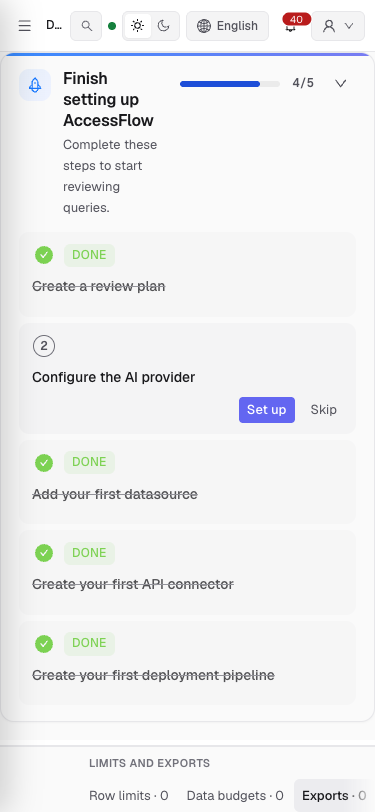 D... English 40
Finish
setting up
AccessFlow
4/5
Complete these
steps to start
reviewing
queries.
DONE
Create a review plan
2
Configure the AI provider
Set up Skip
DONE
Add your first datasource
DONE
Create your first API connector
DONE
Create your first deployment pipeline
LIMITS AND EXPORTS
Row limits · 0 Data budgets · 0 Exports · 0